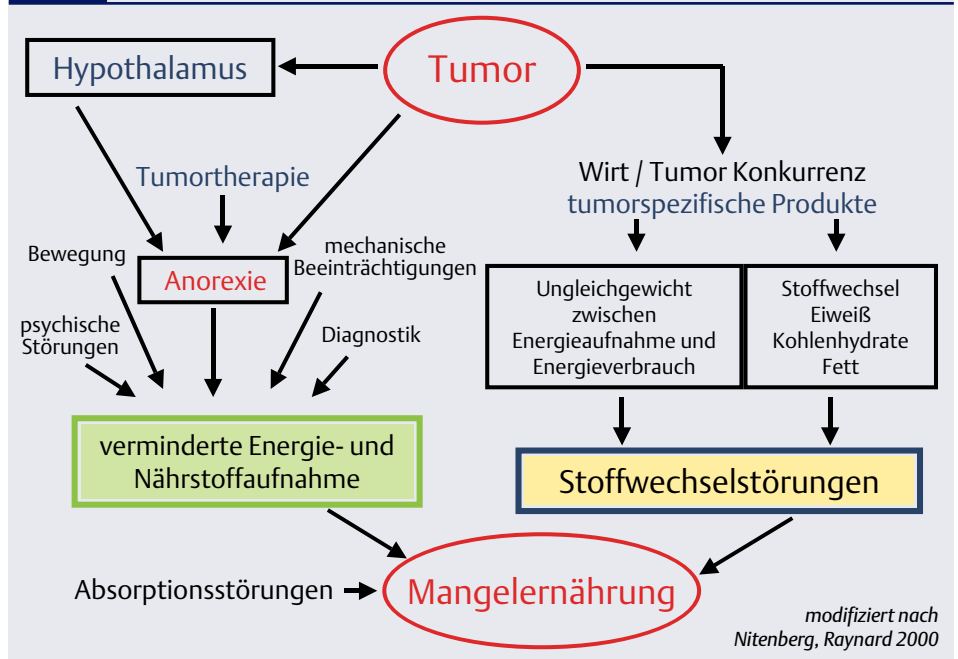 Hypothalamus
Tumor
Tumortherapie
Wirt / Tumor Konkurrenz
tumorspezifische Produkte
Bewegung
Anorexie
mechanische
Beeinträchtigungen
psychische
Störungen
Diagnostik
Ungleichgewicht
zwischen
Energieaufnahme und
Energieverbrauch
Stoffwechsel
Eiweiß
Kohlenhydrate
Fett
verminderte Energie- und
Nährstoffaufnahme
Stoffwechselstörungen
Absorptionsstörungen
Mangelernährung
modifiziert nach
Nitenberg, Raynard 2000